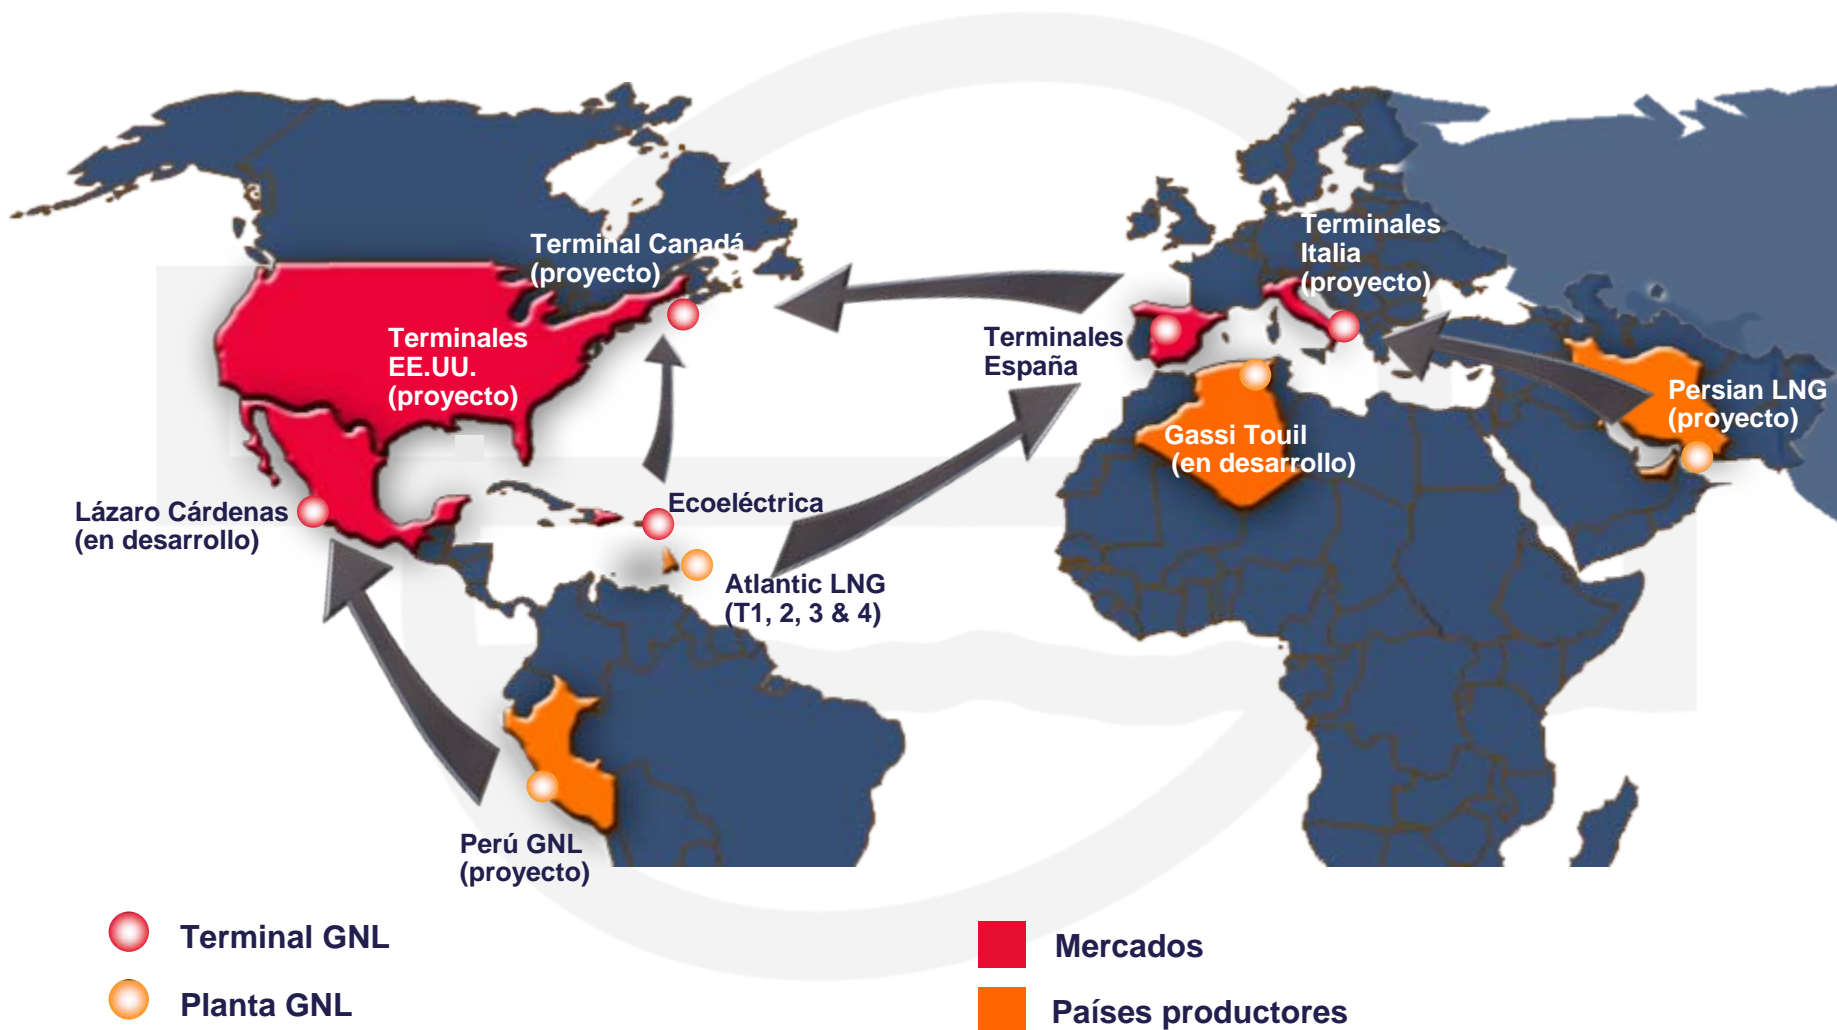 Terminal Canadá
(proyecto)
Terminales
Italia
(proyecto)
Terminales
EE.UU.
(proyecto)
Terminales
España
Persian LNG
(proyecto)
Gassi Touil
(en desarrollo)
Lázaro Cárdenas
(en desarrollo)
Ecoeléctrica
Atlantic LNG
(T1, 2, 3 & 4)
Perú GNL
(proyecto)
Terminal GNL
Planta GNL
Mercados
Países productores